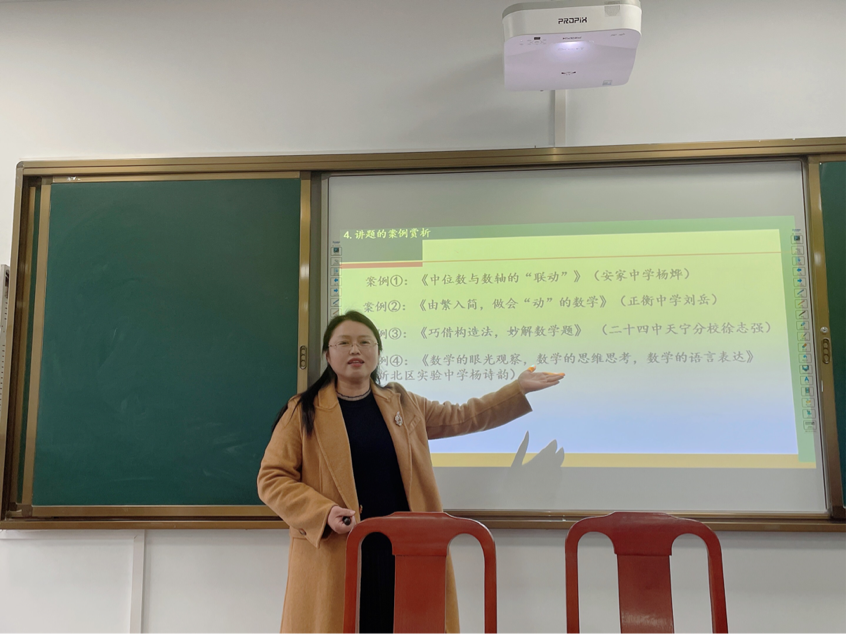 PROPIX
4.讲题的案例赏析
案例①：《中位数与数轴的“联动”》（安家中学杨烨）
案例②：《由繁入简，做会“动”的数学》（正衡中学刘岳）
例③：《巧借构造法，妙解数学题》（二十四中天宁分校徐志强）
例④：《数学的眼光观察，数学的思维思考，数学的语言表达》
新北区实验中学杨诗韵）